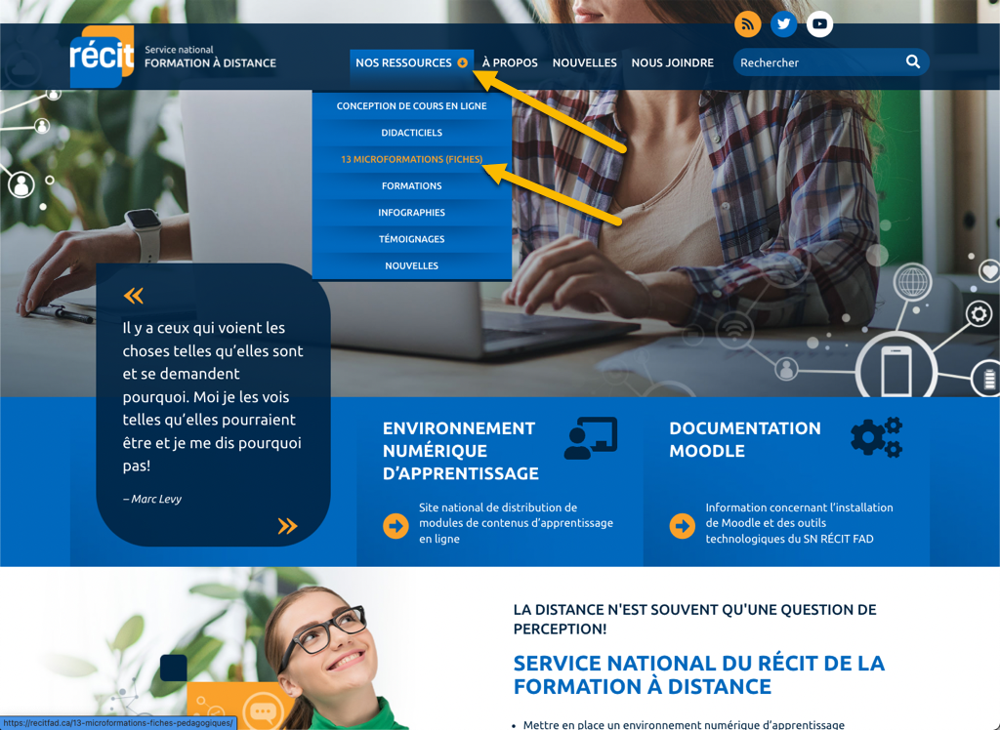 récit
Service national
FORMATION À DISTANCE
NOS RESSOURCES
À PROPOS
NOUVELLES
NOUS JOINDRE
Rechercher
CONCEPTION DE COURS EN LIGNE
DIDACTICIELS
13 MICROFORMATIONS (FICHES)
FORMATIONS
INFOGRAPHIES
TÉMOIGNAGES
NOUVELLES
«
Il y a ceux qui voient les
choses telles qu'elles sont
et se demandent
pourquoi. Moi je les vois
telles qu'elles pourraient
être et je me dis pourquoi
pas!
– Marc Levy
»
ENVIRONNEMENT
NUMÉRIQUE
D'APPRENTISSAGE
Site national de distribution de
modules de contenus d'apprentissage
en ligne
DOCUMENTATION
MOODLE
Information concernant l'installation
de Moodle et des outils
technologiques du SN RÉCIT FAD
LA DISTANCE N'EST SOUVENT QU'UNE QUESTION DE
PERCEPTION!
SERVICE NATIONAL DU RÉCIT DE LA
FORMATION À DISTANCE
• Mettre en place un environnement numérique d'apprentissage
https://recitfad.ca/13-microformations-fiches-pedagogiques/